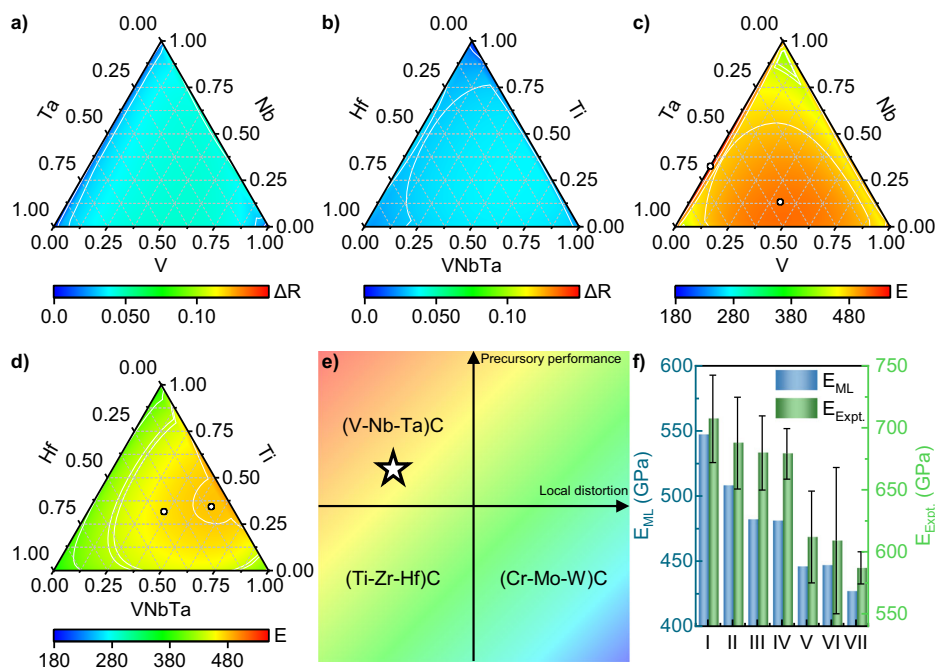 a)
0.00
1.00
0.25
0.75
Ta
Nb
0.50
0.50
0.75
0.25
1.00
0.00
0.00 0.25 0.50 0.75 1.00
V
ΔR
0.0 0.050 0.10
b)
0.00
1.00
0.25
0.75
Hf
Ti
0.50
0.50
0.75
0.25
1.00
0.00
0.00 0.25 0.50 0.75 1.00
VNbTa
ΔR
0.0 0.050 0.10
c)
0.00
1.00
0.25
0.75
Ta
Nb
0.50
0.50
0.75
0.25
1.00
0.00
0.00 0.25 0.50 0.75 1.00
V
E
180 280 380 480
d)
0.00
1.00
0.25
0.75
Hf
Ti
0.50
0.50
0.75
0.25
1.00
0.00
0.00 0.25 0.50 0.75 1.00
VNbTa
E
180 280 380 480
e)
Precursory performance
(V-Nb-Ta)C
Local distortion
(Ti-Zr-Hf)C
(Cr-Mo-W)C
f)
600
550
500
450
400
E_ML (GPa)
E_ML
E_Expt.
750
700
650
600
550
E_Expt. (GPa)
I II III IV V VI VII